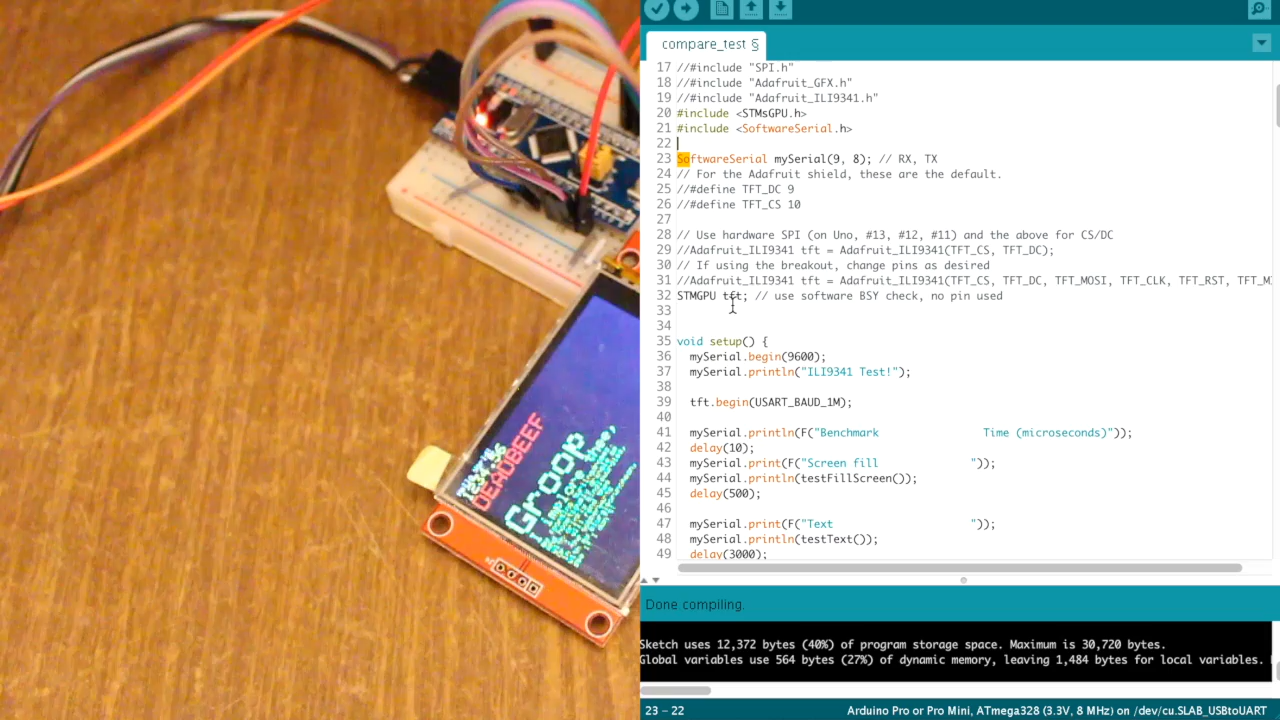 compare_test §
17 //#include "SPI.h"
18 //#include "Adafruit_GFX.h"
19 //#include "Adafruit_ILI9341.h"
20 #include <STMsGPU.h>
21 #include <SoftwareSerial.h>
22
23 SoftwareSerial mySerial(9, 8); // RX, TX
24 // For the Adafruit shield, these are the default.
25 //#define TFT_DC 9
26 //#define TFT_CS 10
27
28 // Use hardware SPI (on Uno, #13, #12, #11) and the above for CS/DC
29 //Adafruit_ILI9341 tft = Adafruit_ILI9341(TFT_CS, TFT_DC);
30 // If using the breakout, change pins as desired
31 //Adafruit_ILI9341 tft = Adafruit_ILI9341(TFT_CS, TFT_DC, TFT_MOSI, TFT_CLK, TFT_RST, TFT_M
32 STMGPU tft; // use software BSY check, no pin used
33
34
35 void setup() {
36 mySerial.begin(9600);
37 mySerial.println("ILI9341 Test!");
38
39 tft.begin(USART_BAUD_1M);
40
41 mySerial.println(F("Benchmark                Time (microseconds)"));
42 delay(10);
43 mySerial.print(F("Screen fill              "));
44 mySerial.println(testFillScreen());
45 delay(500);
46
47 mySerial.print(F("Text                     "));
48 mySerial.println(testText());
49 delay(3000);
Done compiling.
Sketch uses 12,372 bytes (40%) of program storage space. Maximum is 30,720 bytes.
Global variables use 564 bytes (27%) of dynamic memory, leaving 1,484 bytes for local variables.
23 - 22
Arduino Pro or Pro Mini, ATmega328 (3.3V, 8 MHz) on /dev/cu.SLAB_USBtoUART
DEADBEEF
Groop